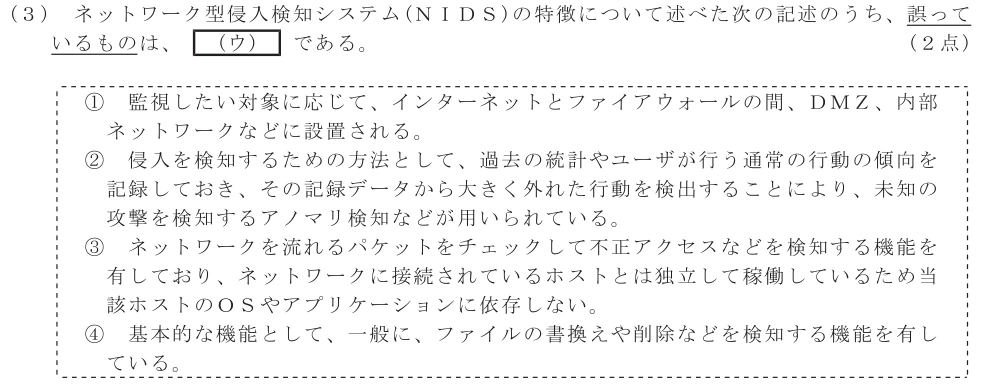 (３) ネットワーク型侵入検知システム(ＮＩＤＳ)の特徴について述べた次の記述のうち、誤って
いるものは、 (ウ) である。 (２点)
① 監視したい対象に応じて、インターネットとファイアウォールの間、ＤＭＺ、内部
ネットワークなどに設置される。
② 侵入を検知するための方法として、過去の統計やユーザが行う通常の行動の傾向を
記録しておき、その記録データから大きく外れた行動を検出することにより、未知の
攻撃を検知するアノマリ検知などが用いられている。
③ ネットワークを流れるパケットをチェックして不正アクセスなどを検知する機能を
有しており、ネットワークに接続されているホストとは独立して稼働しているため当
該ホストのＯＳやアプリケーションに依存しない。
④ 基本的な機能として、一般に、ファイルの書換えや削除などを検知する機能を有し
ている。